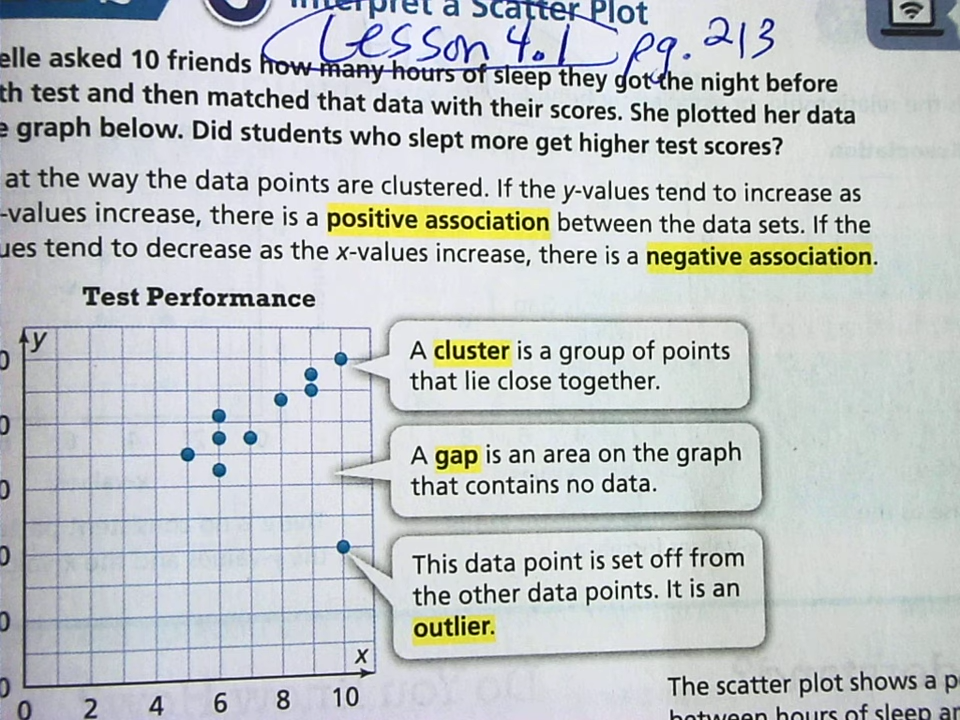 Interpret a Scatter Plot
Lesson 4.1 pg. 213
elle asked 10 friends how many hours of sleep they got the night before
th test and then matched that data with their scores. She plotted her data
e graph below. Did students who slept more get higher test scores?
at the way the data points are clustered. If the y-values tend to increase as
-values increase, there is a positive association between the data sets. If the
ues tend to decrease as the x-values increase, there is a negative association.
Test Performance
y
A cluster is a group of points
that lie close together.
A gap is an area on the graph
that contains no data.
This data point is set off from
the other data points. It is an
outlier.
x
0 2 4 6 8 10
The scatter plot shows a p
between hours of sleep an